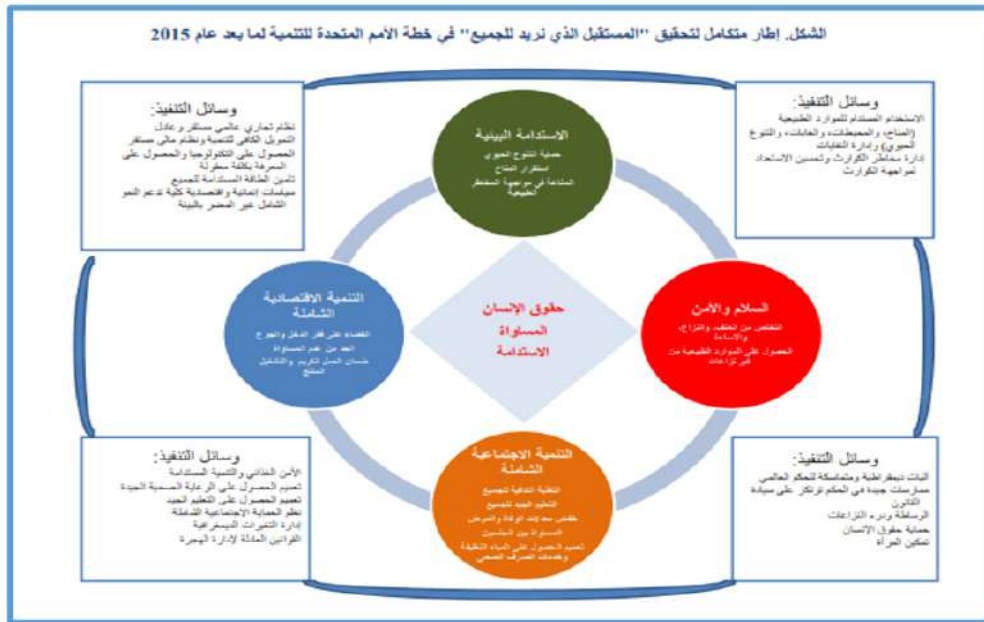 الشكل. إطار متكامل لتحقيق "المستقبل الذي نريد للجميع" في خطة الأمم المتحدة للتنمية لما بعد عام 2015
وسائل التنفيذ:
الاستخدام المستدام للموارد الطبيعية
(المناخ، والمحيطات، والغابات، والتنوع
الحيوي) وإدارة النفايات
إدارة مخاطر الكوارث وتحسين الاستعداد
لمواجهة الكوارث
الاستدامة البيئية
حماية التنوع الحيوي
استقرار المناخ
المناعة في مواجهة المخاطر
الطبيعية
وسائل التنفيذ:
نظام تجاري عالمي مستقر وعادل
التمويل الكافي للتنمية ونظام مالي مستقر
الحصول على التكنولوجيا والحصول على
المعرفة بكلفة معقولة
تأمين الطاقة المستدامة للجميع
سياسات إنمائية واقتصادية كلية تدعم النمو
الشامل غير المضر بالبيئة
السلام والأمن
التخلص من العنف، والنزاع،
والاساءة
الحصول على الموارد الطبيعية من
نزاعات
حقوق الإنسان
المساواة
الاستدامة
التنمية الاقتصادية
الشاملة
القضاء على فقر الدخل والجوع
الحد من عدم المساواة
ضمان العمل الكريم والتشغيل
المنتج
التنمية الاجتماعية
الشاملة
التغذية الكافية للجميع
التعليم الجيد للجميع
خفض معدلات الوفاة والمرض
المساواة بين الجنسين
تعميم الحصول على المياه النظيفة
وخدمات الصرف الصحي
وسائل التنفيذ:
آليات ديمقراطية ومتماسكة للحكم العالمي
ممارسات جيدة في الحكم ترتكز على سيادة
القانون
الوساطة ودرء النزاعات
حماية حقوق الإنسان
تمكين المرأة
وسائل التنفيذ:
الأمن الغذائي والتنمية المستدامة
تعميم الحصول على الرعاية الصحية الجيدة
تعميم الحصول على التعليم الجيد
نظم الحماية الاجتماعية الشاملة
إدارة التغيرات الديمغرافية
القوانين العادلة لإدارة الهجرة